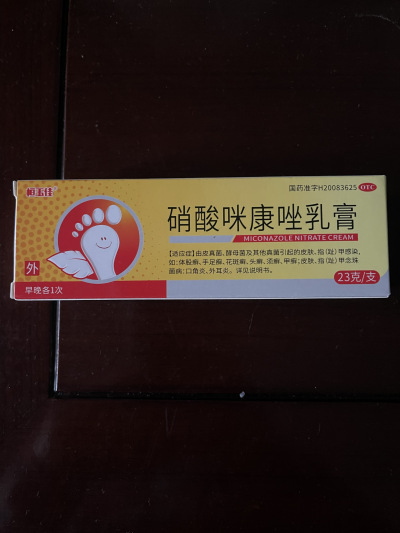 恒玉佳
国药准字H20083625 OTC
硝酸咪康唑乳膏
MICONAZOLE NITRATE CREAM
【适应症】由皮真菌、酵母菌及其他真菌引起的皮肤、指(趾)甲感染,
如:体股癣、手足癣、花斑癣、头癣、须癣、甲癣;皮肤、指(趾)甲念珠
菌病;口角炎、外耳炎。详见说明书。
外
23克/支
早晚各1次